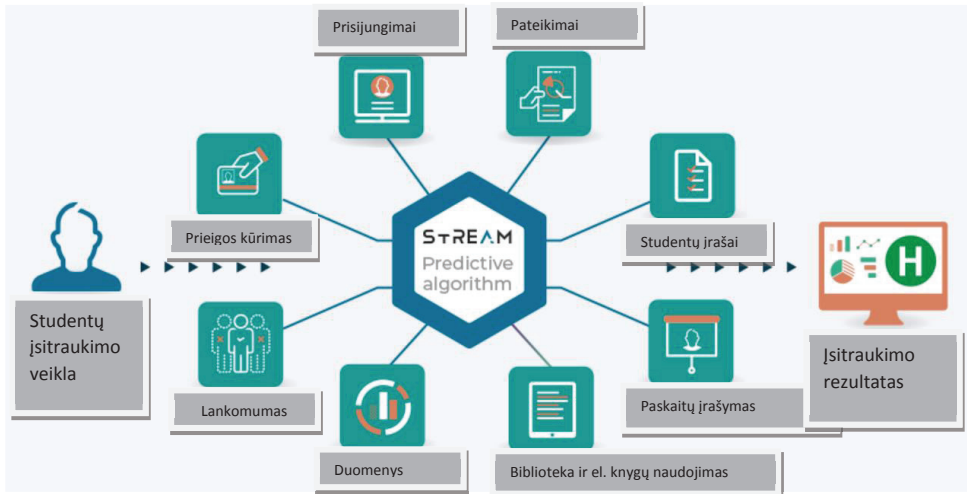 Prisijungimai
Pateikimai
Prieigos kūrimas
STREAM
Predictive
algorithm
Studentų įrašai
H
Studentų
įsitraukimo
veikla
Lankomumas
Paskaitų įrašymas
Įsitraukimo
rezultatas
Duomenys
Biblioteka ir el. knygų naudojimas